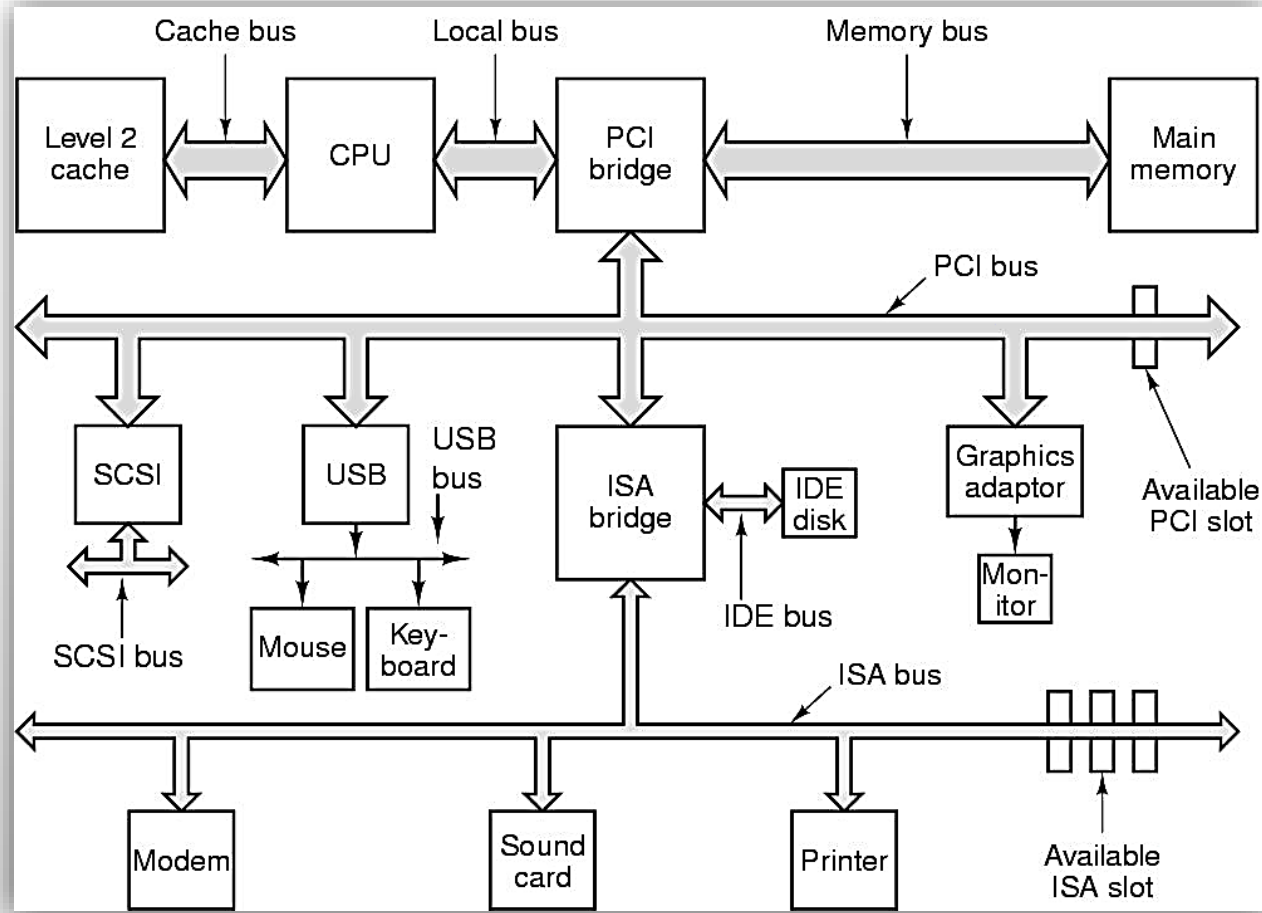 Cache bus
Local bus
Memory bus
Level 2
cache
CPU
PCI
bridge
Main
memory
PCI bus
SCSI
USB
USB
bus
ISA
bridge
IDE
disk
Graphics
adaptor
Available
PCI slot
Mon-
itor
IDE bus
SCSI bus
Mouse
Key-
board
ISA bus
Modem
Sound
card
Printer
Available
ISA slot